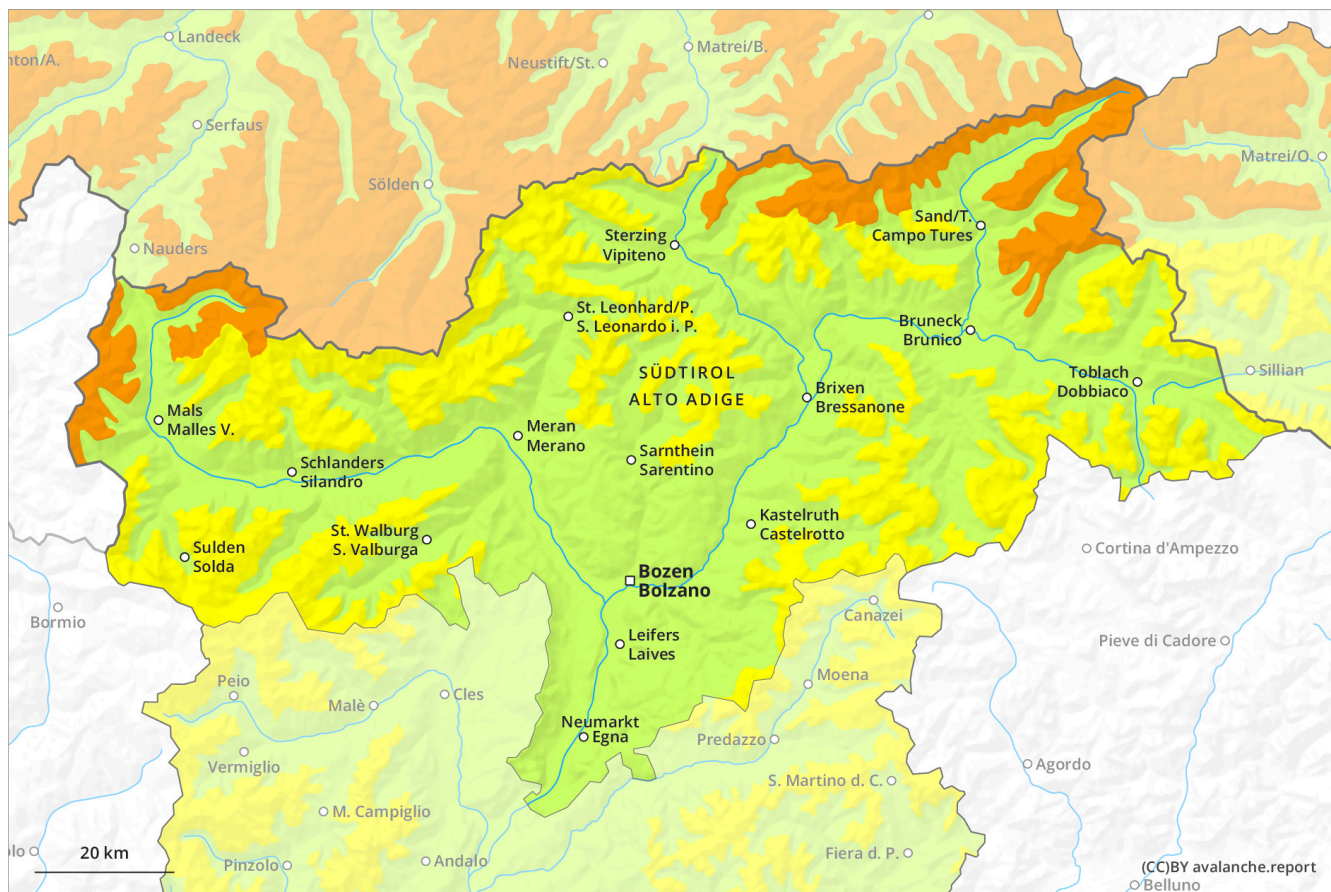 Landeck
Matrei/B.
nton/A.
Neustift/St.
Serfaus
Matrei/O.
Sölden
Sand/T.
Campo Tures
Sterzing
Vipiteno
Nauders
St. Leonhard/P.
S. Leonardo i. P.
Bruneck
Brunico
SÜDTIROL
ALTO ADIGE
Toblach
Dobbiaco
Sillian
Brixen
Bressanone
Mals
Malles V.
Meran
Merano
Sarnthein
Sarentino
Schlanders
Silandro
Kastelruth
Castelrotto
St. Walburg
S. Valburga
Sulden
Solda
Cortina d'Ampezzo
Bozen
Bolzano
Bormio
Canazei
Leifers
Laives
Pieve di Cadore
Peio
Moena
Malè
Cles
Neumarkt
Egna
Predazzo
Vermiglio
Agordo
S. Martino d. C.
M. Campiglio
olo
20 km
Pinzolo
Andalo
Fiera d. P.
(CC)BY avalanche.report
Belluno